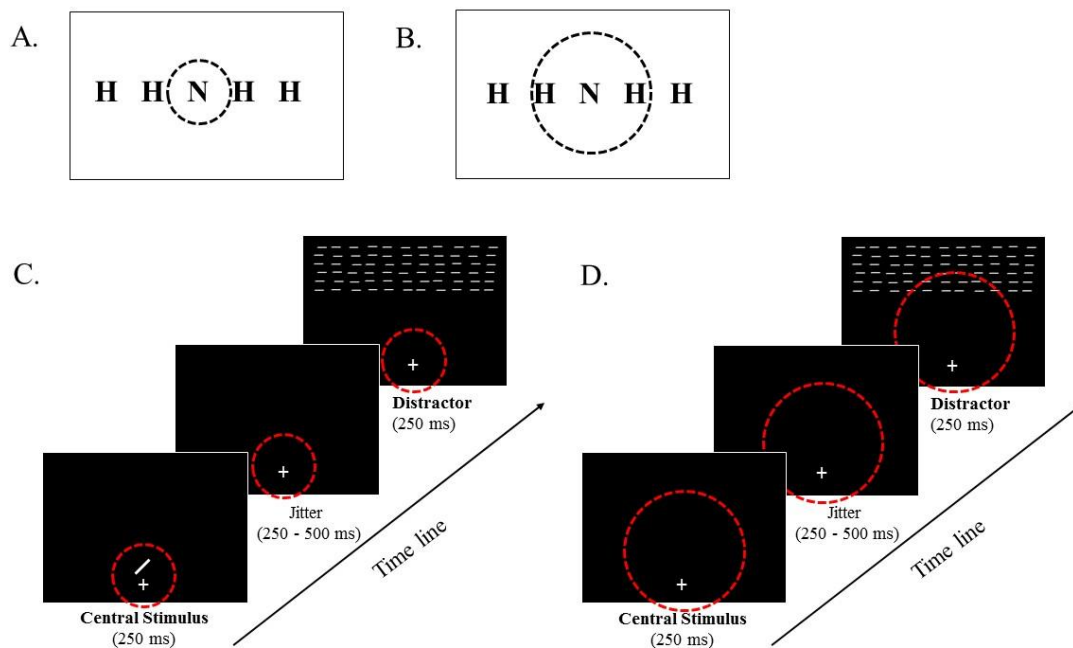 A.
H H N H H
B.
H H N H H
C.
Distractor
(250 ms)
Jitter
(250 - 500 ms)
Central Stimulus
(250 ms)
Time line
D.
Distractor
(250 ms)
Jitter
(250 - 500 ms)
Central Stimulus
(250 ms)
Time line